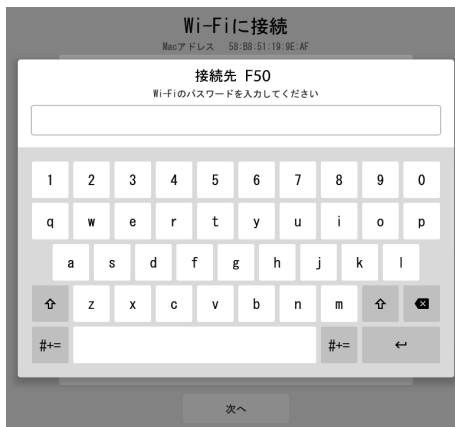 Wi-Fiに接続
Macアドレス 58:B8:51:19:9E:AF
接続先 F50
Wi-Fiのパスワードを入力してください
1 2 3 4 5 6 7 8 9 0
q w e r t y u i o p
a s d f g h j k l
z x c v b n m
#+= #+=
次へ